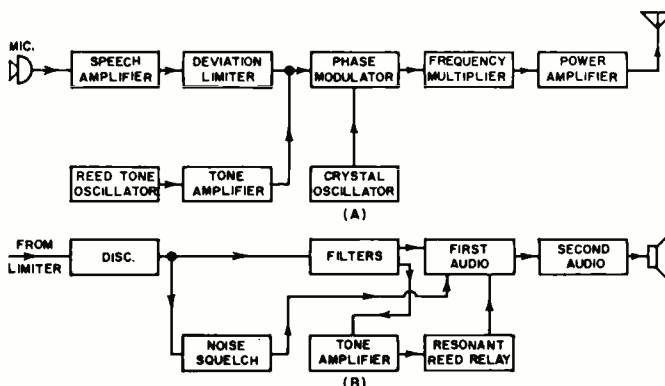 MIC.
SPEECH
AMPLIFIER
DEVIATION
LIMITER
PHASE
MODULATOR
FREQUENCY
MULTIPLIER
POWER
AMPLIFIER
REED TONE
OSCILLATOR
TONE
AMPLIFIER
CRYSTAL
OSCILLATOR
(A)
FROM
LIMITER
DISC.
FILTERS
FIRST
AUDIO
SECOND
AUDIO
NOISE
SQUELCH
TONE
AMPLIFIER
RESONANT
REED RELAY
(B)